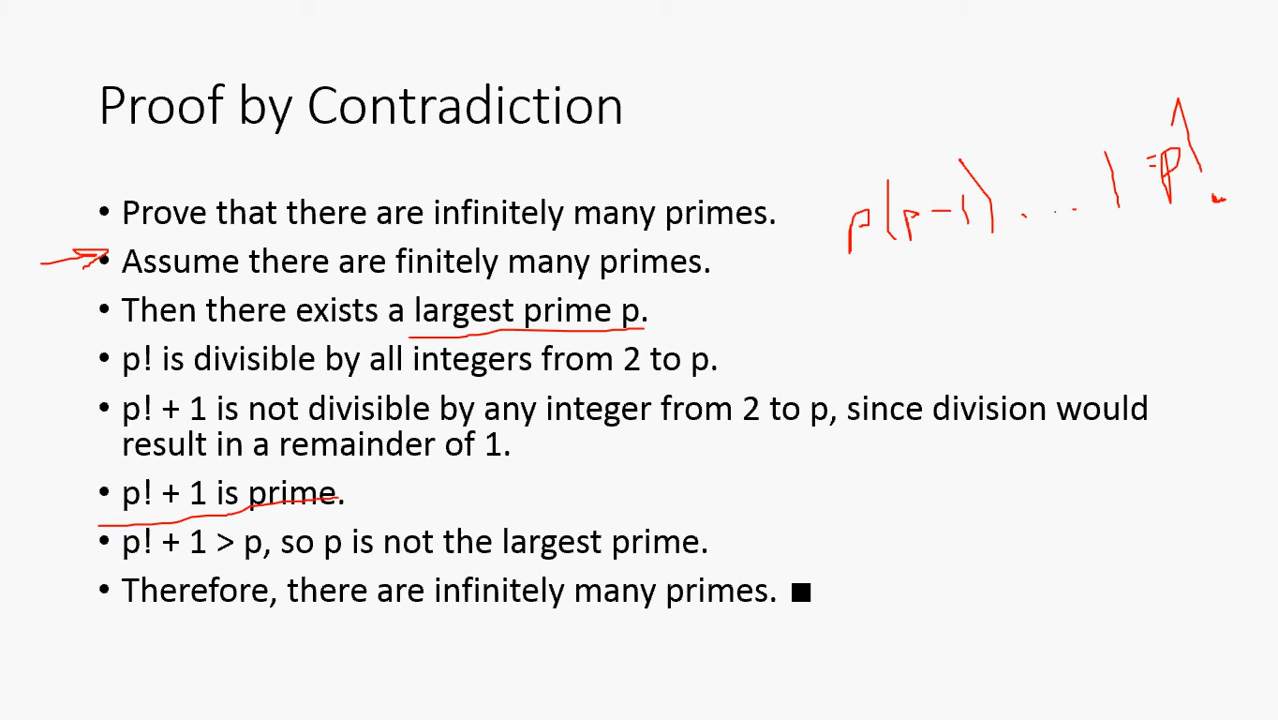 Proof by Contradiction
p(p-1) ... 1 = p!
• Prove that there are infinitely many primes.
• Assume there are finitely many primes.
• Then there exists a largest prime p.
• p! is divisible by all integers from 2 to p.
• p! + 1 is not divisible by any integer from 2 to p, since division would
result in a remainder of 1.
• p! + 1 is prime.
• p! + 1 > p, so p is not the largest prime.
• Therefore, there are infinitely many primes. ■